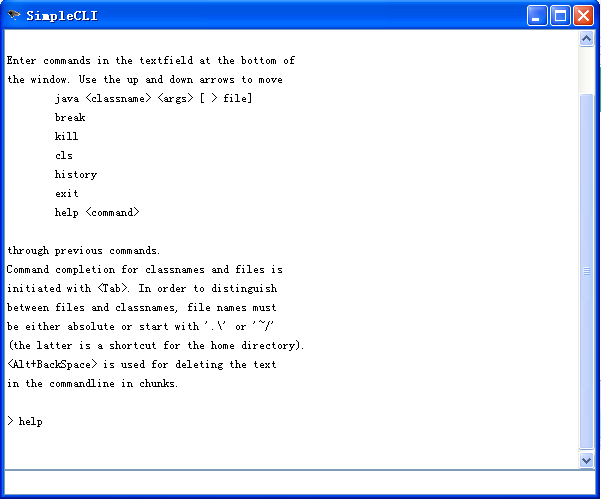 SimpleCLI
Enter commands in the textfield at the bottom of
the window. Use the up and down arrows to move
java <classname> <args> [ > file]
break
kill
cls
history
exit
help <command>
through previous commands.
Command completion for classnames and files is
initiated with <Tab>. In order to distinguish
between files and classnames, file names must
be either absolute or start with '.\' or '~/'
(the latter is a shortcut for the home directory).
<Alt+BackSpace> is used for deleting the text
in the commandline in chunks.
> help